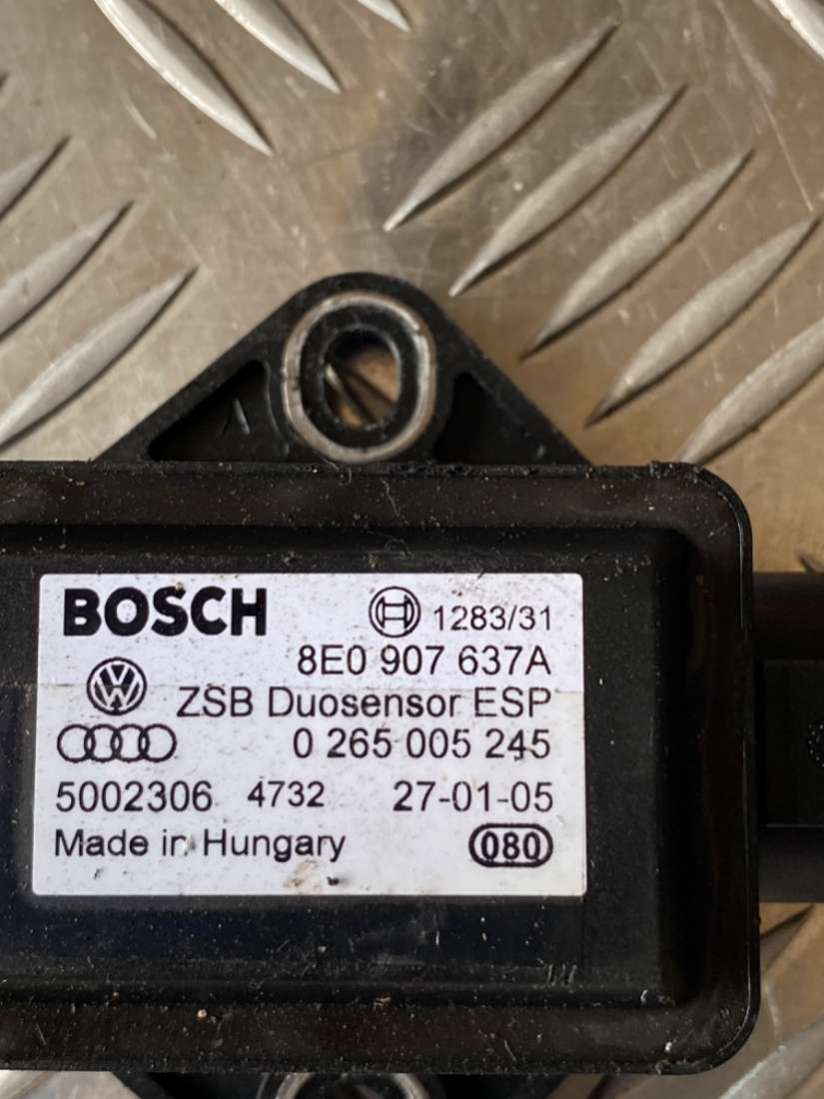 BOSCH 1283/31
8E0 907 637A
ZSB Duosensor ESP
0 265 005 245
5002306 4732 27-01-05
Made in Hungary 080